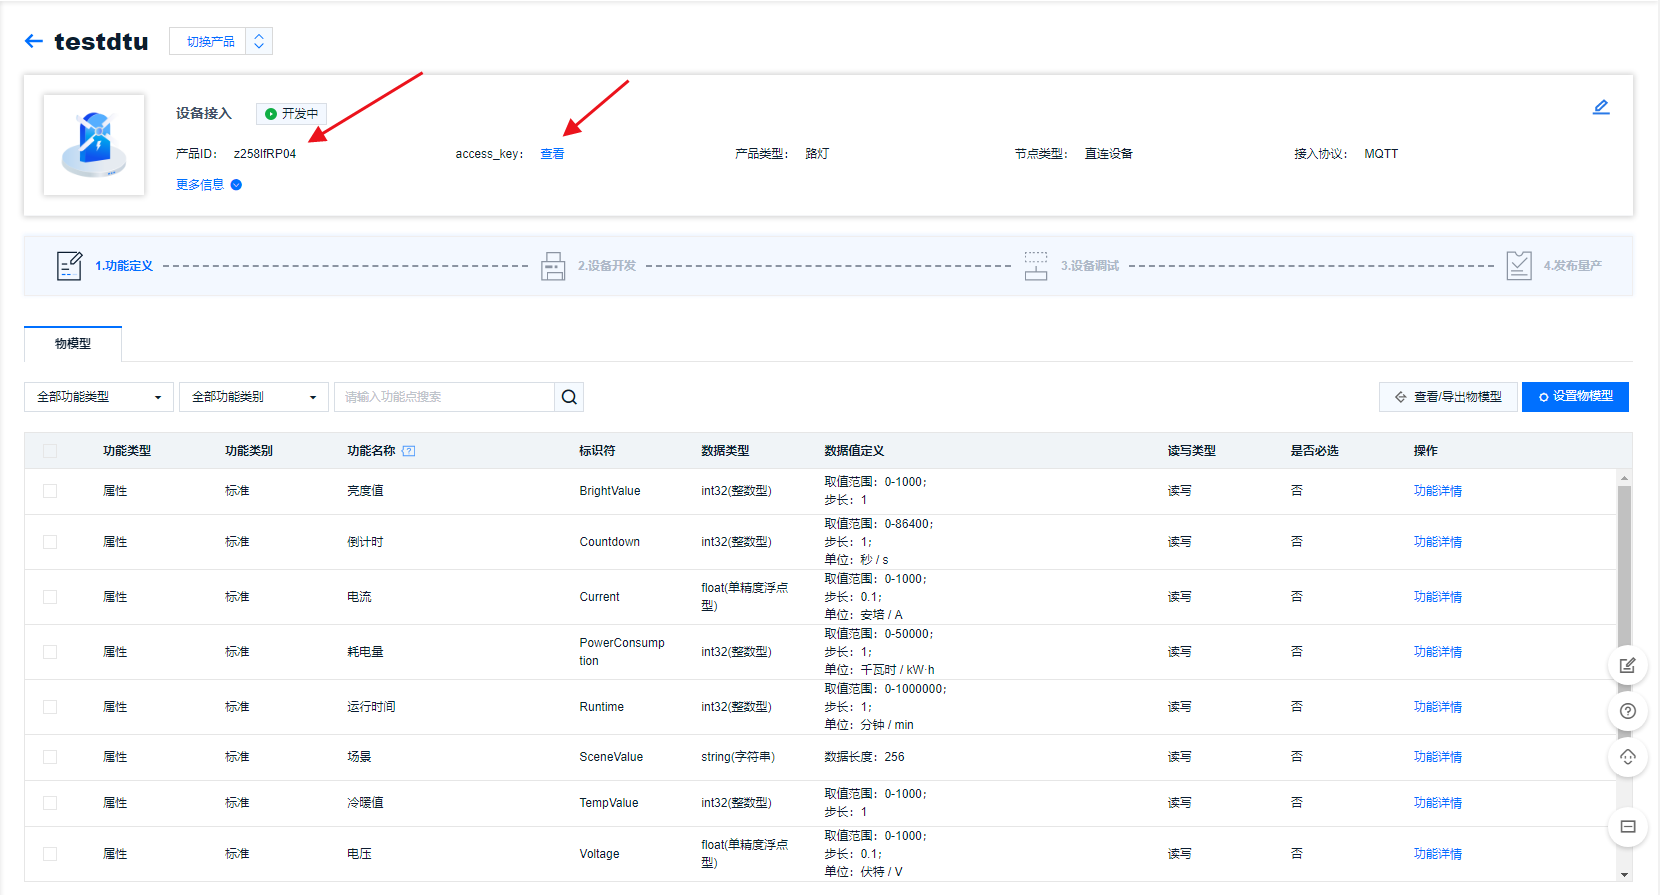 testdtu 切换产品
设备接入 开发中
产品ID: z258lfRP04 access_key: 查看 产品类型: 路灯 节点类型: 直连设备 接入协议: MQTT
更多信息
1.功能定义 2.设备开发 3.设备调试 4.发布量产
物模型
全部功能类型 全部功能类别 请输入功能点搜索 查看/导出物模型 设置物模型
功能类型 功能类别 功能名称 标识符 数据类型 数据值定义 读写类型 是否必选 操作
属性 标准 亮度值 BrightValue int32(整数型) 取值范围: 0-1000; 读写 否 功能详情
步长: 1
属性 标准 倒计时 Countdown int32(整数型) 取值范围: 0-86400; 读写 否 功能详情
步长: 1;
单位: 秒 / s
属性 标准 电流 Current float(单精度浮点 取值范围: 0-1000; 读写 否 功能详情
型) 步长: 0.1;
单位: 安培 / A
属性 标准 耗电量 PowerConsump int32(整数型) 取值范围: 0-50000; 读写 否 功能详情
tion 步长: 1;
单位: 千瓦时 / kW·h
属性 标准 运行时间 Runtime int32(整数型) 取值范围: 0-1000000; 读写 否 功能详情
步长: 1;
单位: 分钟 / min
属性 标准 场景 SceneValue string(字符串) 数据长度: 256 读写 否 功能详情
属性 标准 冷暖值 TempValue int32(整数型) 取值范围: 0-1000; 读写 否 功能详情
步长: 1
属性 标准 电压 Voltage float(单精度浮点 取值范围: 0-1000; 读写 否 功能详情
型) 步长: 0.1;
单位: 伏特 / V